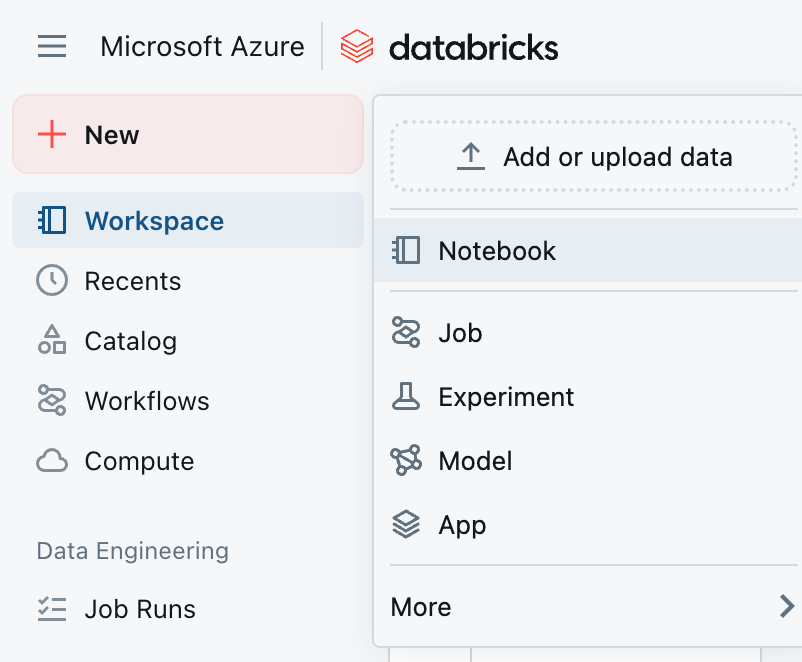 Microsoft Azure
databricks
New
Workspace
Recents
Catalog
Workflows
Compute
Data Engineering
Job Runs
Add or upload data
Notebook
Job
Experiment
Model
App
More